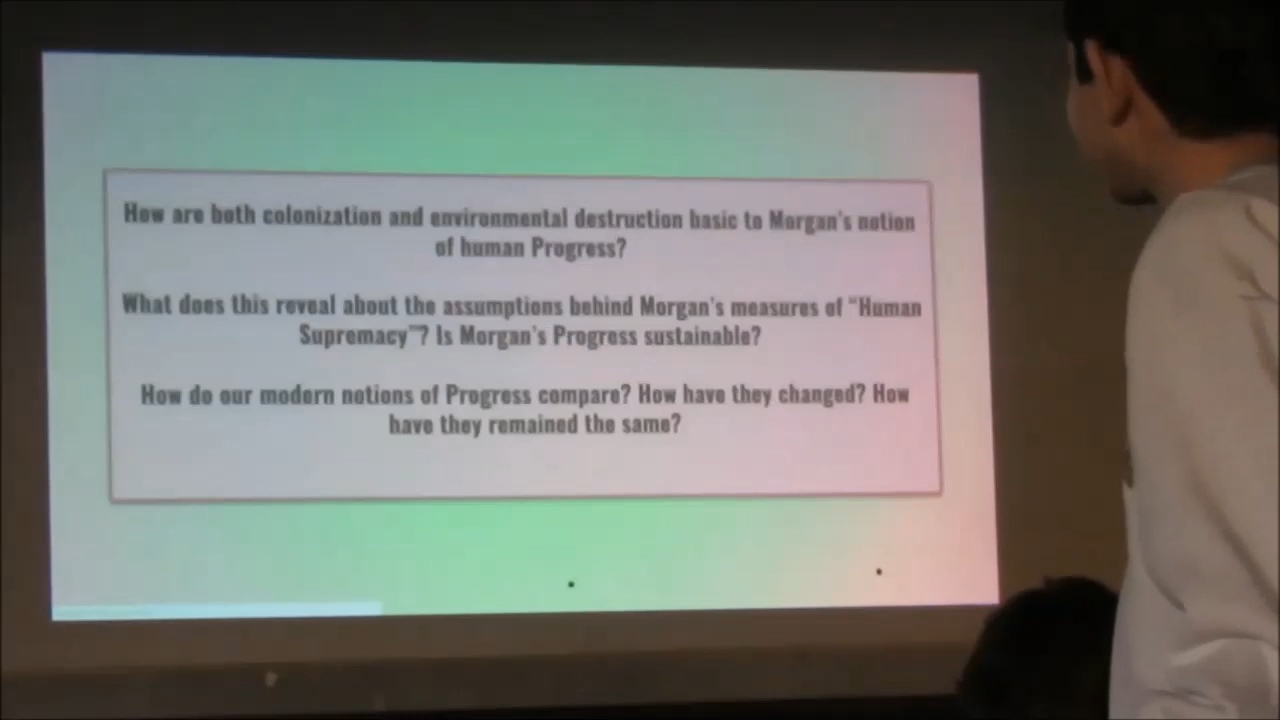 How are both colonization and environmental destruction basic to Morgan's notion
of human Progress?
What does this reveal about the assumptions behind Morgan's measures of "Human
Supremacy"? Is Morgan's Progress sustainable?
How do our modern notions of Progress compare? How have they changed? How
have they remained the same?